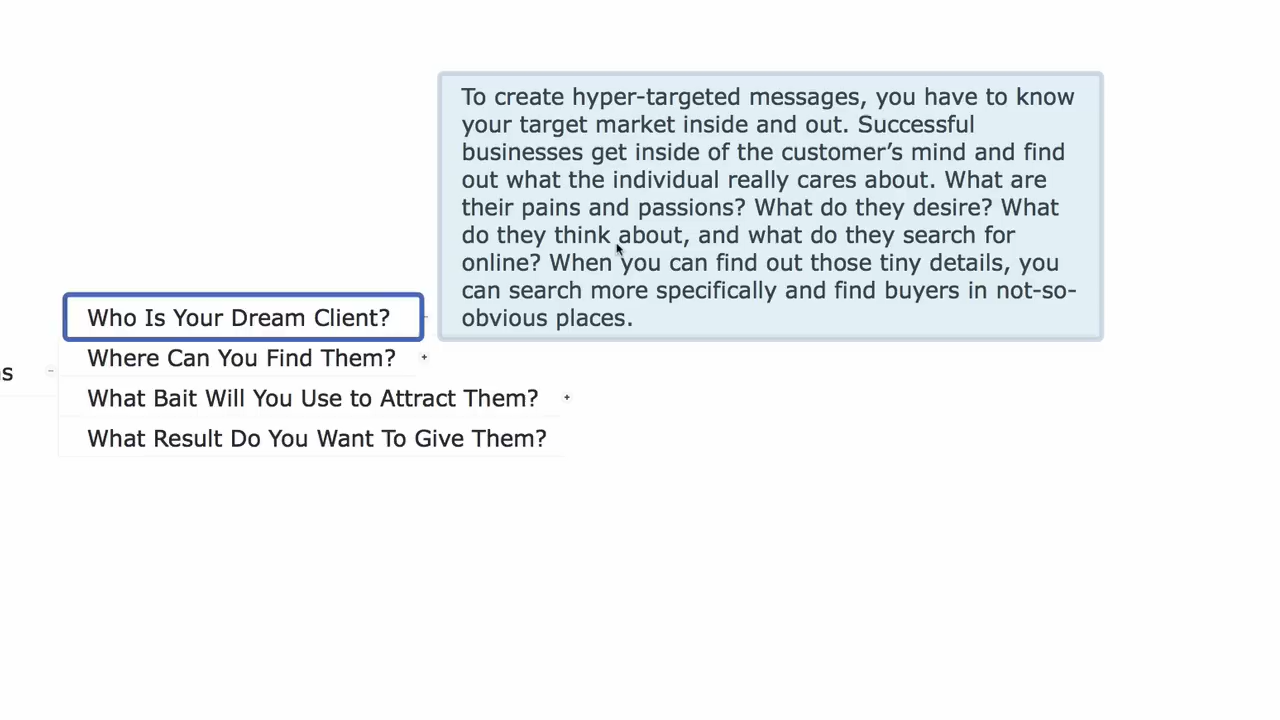 To create hyper-targeted messages, you have to know
your target market inside and out. Successful
businesses get inside of the customer’s mind and find
out what the individual really cares about. What are
their pains and passions? What do they desire? What
do they think about, and what do they search for
online? When you can find out those tiny details, you
can search more specifically and find buyers in not-so-
obvious places.
Who Is Your Dream Client?
Where Can You Find Them?
What Bait Will You Use to Attract Them?
What Result Do You Want To Give Them?